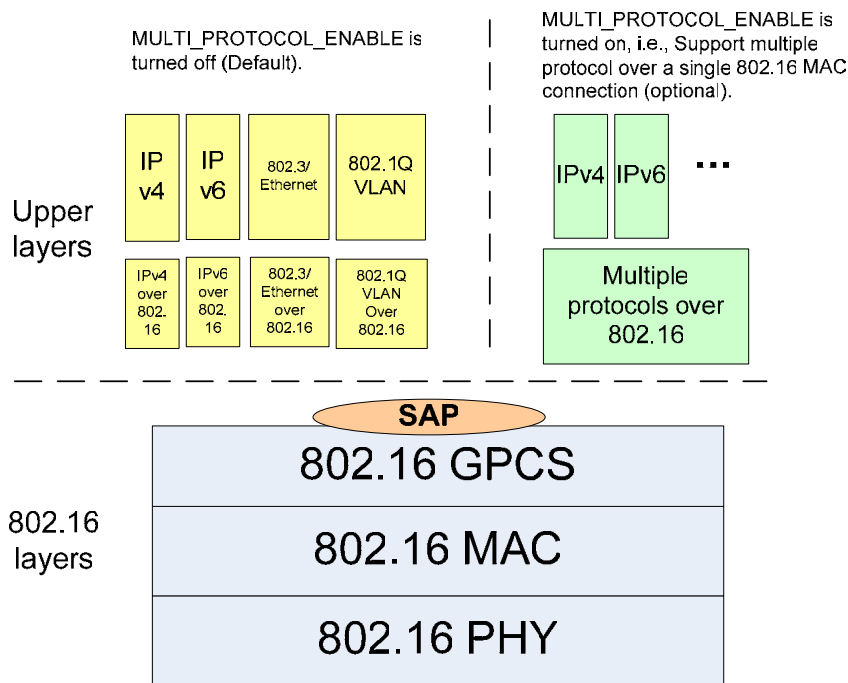 MULTI_PROTOCOL_ENABLE is
turned off (Default).
MULTI_PROTOCOL_ENABLE is
turned on, i.e., Support multiple
protocol over a single 802.16 MAC
connection (optional).
Upper
layers
IP
v4
IP
v6
802.3/
Ethernet
802.1Q
VLAN
IPv4
over
802.
16
IPv6
over
802.
16
802.3/
Ethernet
over
802.16
802.1Q
VLAN
Over
802.16
IPv4
IPv6
...
Multiple
protocols over
802.16
SAP
802.16
layers
802.16 GPCS
802.16 MAC
802.16 PHY